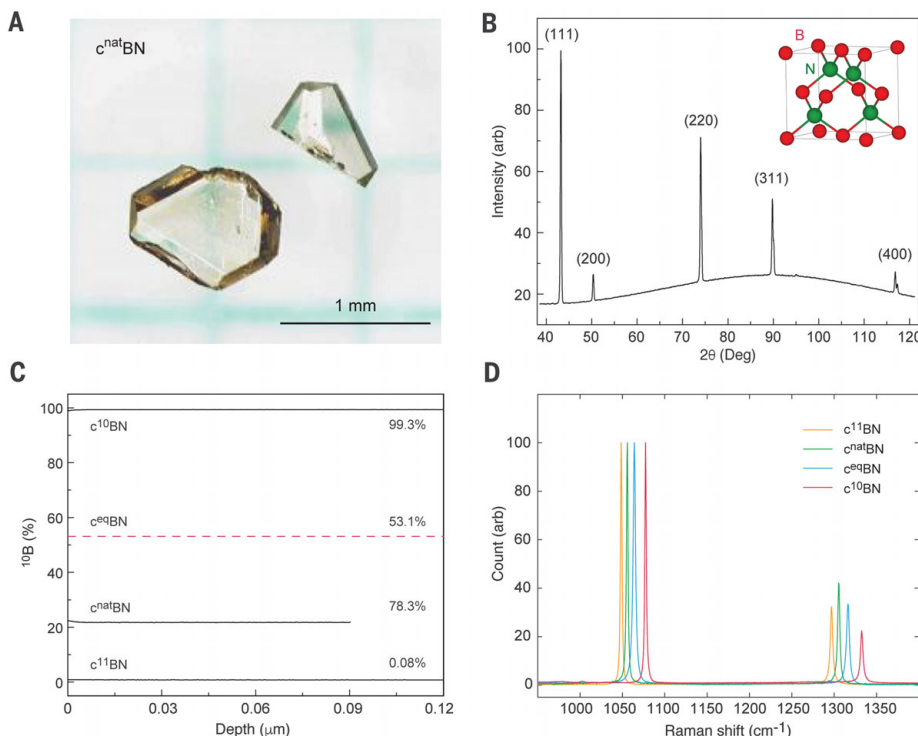 A
cⁿᵃᵗBN
1 mm
B
Intensity (arb)
100
80
60
40
20
(111)
(200)
(220)
(311)
(400)
B
N
40 50 60 70 80 90 100 110 120
2θ (Deg)
C
¹⁰B (%)
100
80
60
40
20
0
c¹⁰BN 99.3%
c^eqBN 53.1%
cⁿᵃᵗBN 78.3%
c¹¹BN 0.08%
0 0.03 0.06 0.09 0.12
Depth (μm)
D
Count (arb)
100
80
60
40
20
0
c¹¹BN
cⁿᵃᵗBN
c^eqBN
c¹⁰BN
1000 1050 1100 1150 1200 1250 1300 1350
Raman shift (cm⁻¹)